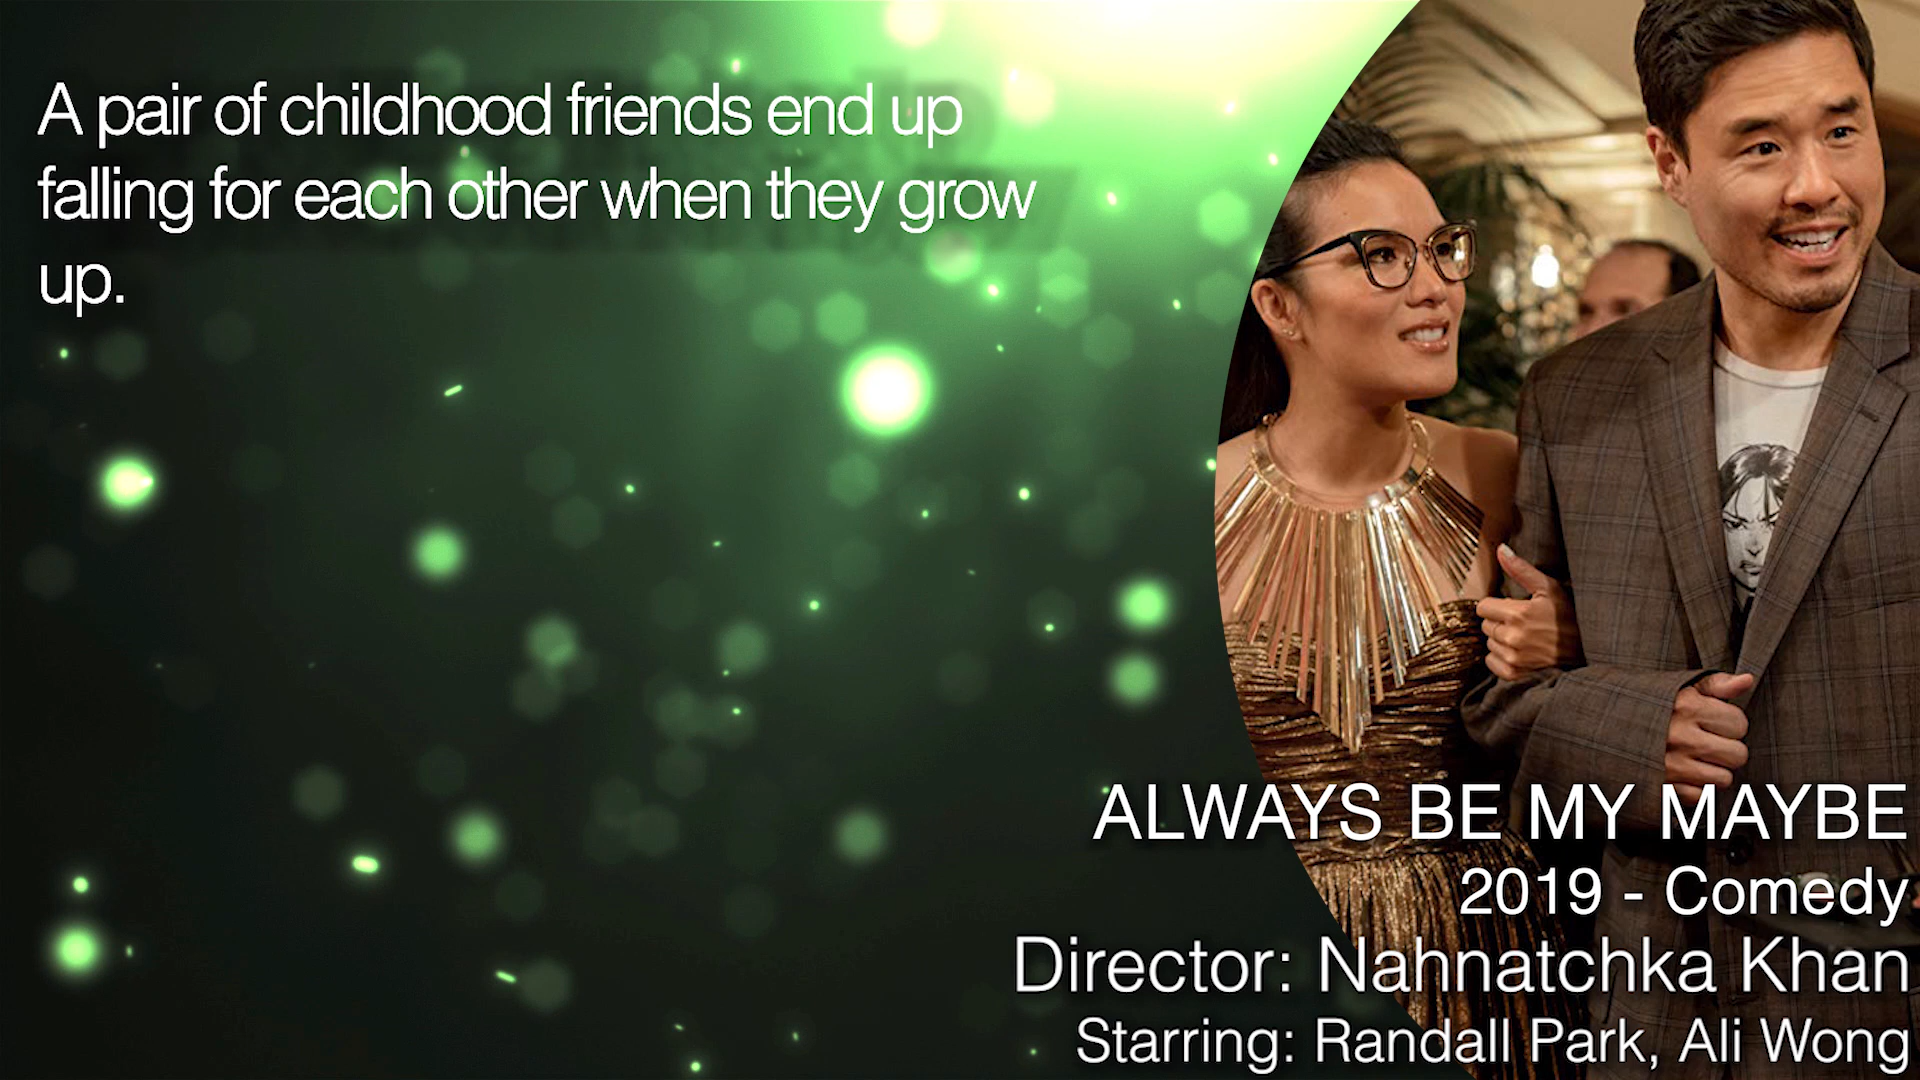 A pair of childhood friends end up
falling for each other when they grow
up.
ALWAYS BE MY MAYBE
2019 - Comedy
Director: Nahnatchka Khan
Starring: Randall Park, Ali Wong